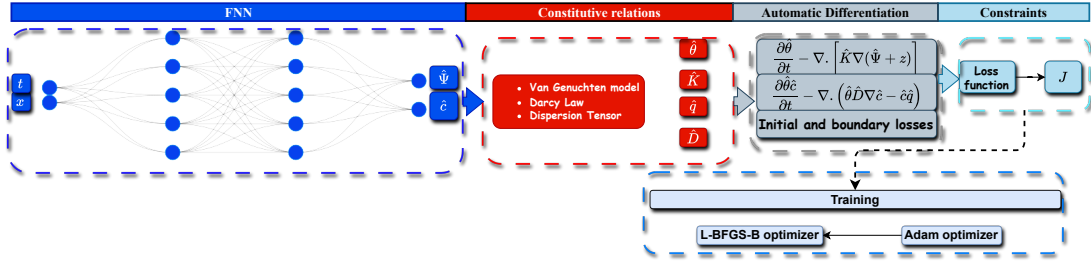 FNN
Constitutive relations
Automatic Differentiation
Constraints
t
x
Ψ̂
ĉ
• Van Genuchten model
• Darcy Law
• Dispersion Tensor
θ̂
K̂
q̂
D̂
∂θ̂/∂t − ∇. [K̂∇(Ψ̂ + z)]
∂θ̂ĉ/∂t − ∇. (θ̂D̂∇ĉ − ĉq̂)
Initial and boundary losses
Loss
function
J
Training
L-BFGS-B optimizer
Adam optimizer